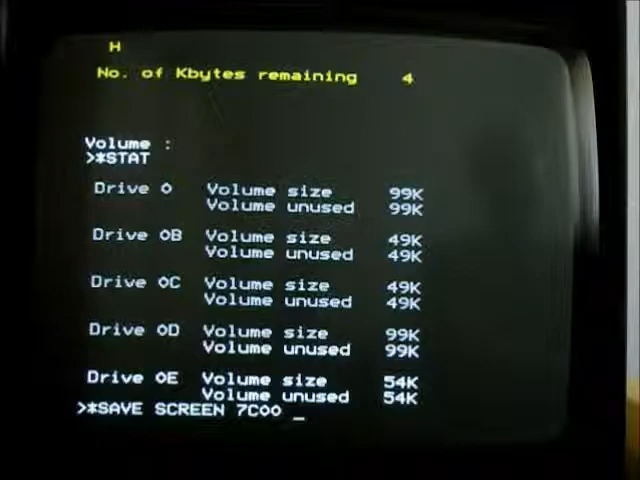 H
No. of Kbytes remaining 4
Volume :
>*STAT
Drive 0 Volume size 99K
Volume unused 99K
Drive 0B Volume size 49K
Volume unused 49K
Drive 0C Volume size 49K
Volume unused 49K
Drive 0D Volume size 99K
Volume unused 99K
Drive 0E Volume size 54K
Volume unused 54K
>*SAVE SCREEN 7C00 _